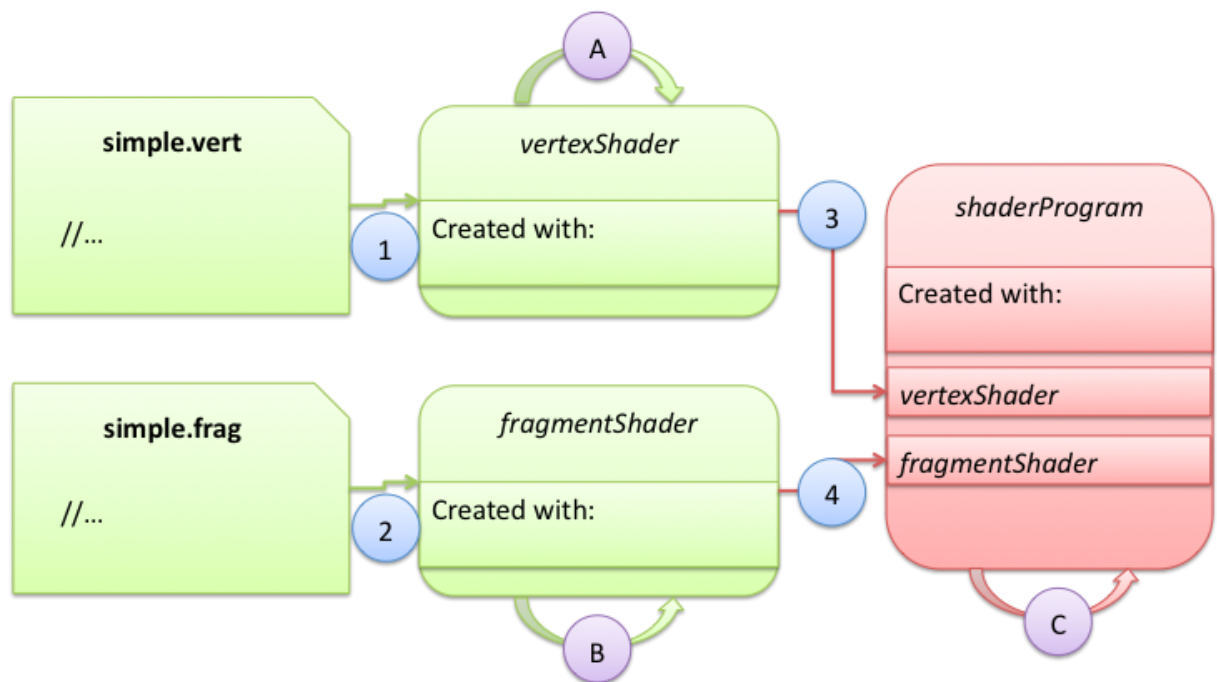 A
simple.vert
//...
1
vertexShader
Created with:
3
shaderProgram
Created with:
vertexShader
fragmentShader
simple.frag
//...
2
fragmentShader
Created with:
4
B
C